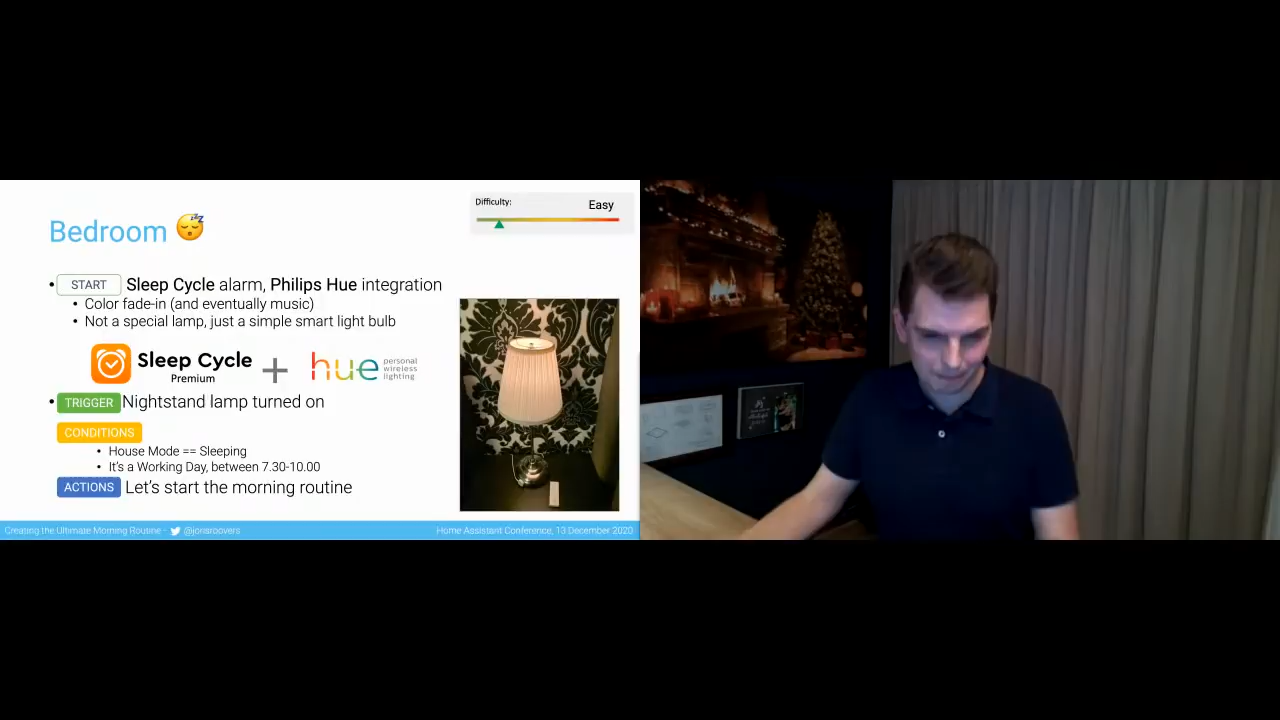 Bedroom
Difficulty:
Easy
START Sleep Cycle alarm, Philips Hue integration
Color fade-in (and eventually music)
Not a special lamp, just a simple smart light bulb
Sleep Cycle
Premium
+
hue personal wireless lighting
TRIGGER Nightstand lamp turned on
CONDITIONS
House Mode == Sleeping
It's a Working Day, between 7.30-10.00
ACTIONS Let's start the morning routine
Creating the Ultimate Morning Routine - @jonaroovers
Home Assistant Conference, 13 December 2020